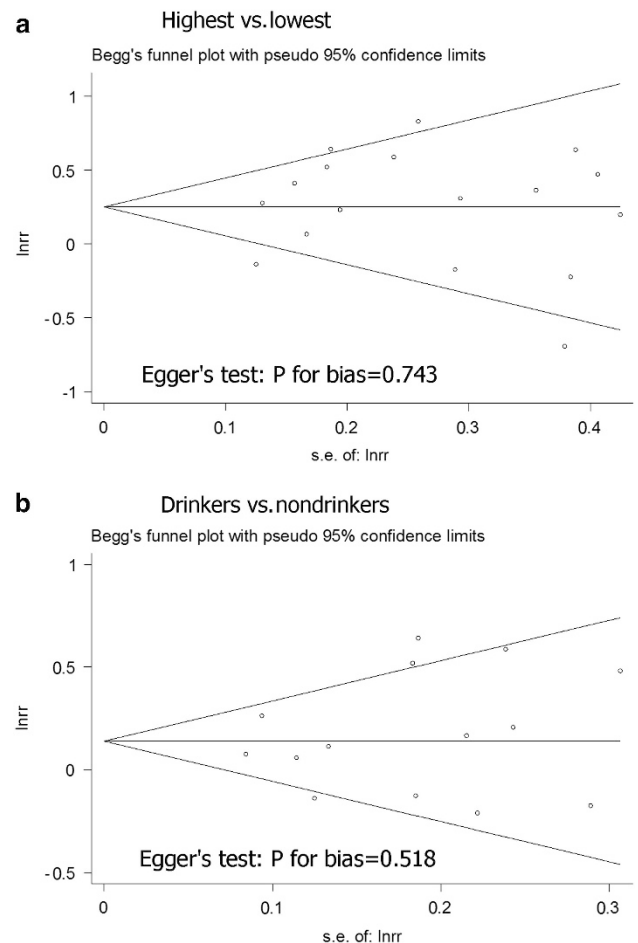 a
Highest vs.lowest
Begg's funnel plot with pseudo 95% confidence limits
1
0.5
lnrr
0
-0.5
-1
Egger's test: P for bias=0.743
0 0.1 0.2 0.3 0.4
s.e. of: lnrr
b
Drinkers vs.nondrinkers
Begg's funnel plot with pseudo 95% confidence limits
1
0.5
lnrr
0
-0.5
Egger's test: P for bias=0.518
0 0.1 0.2 0.3
s.e. of: lnrr